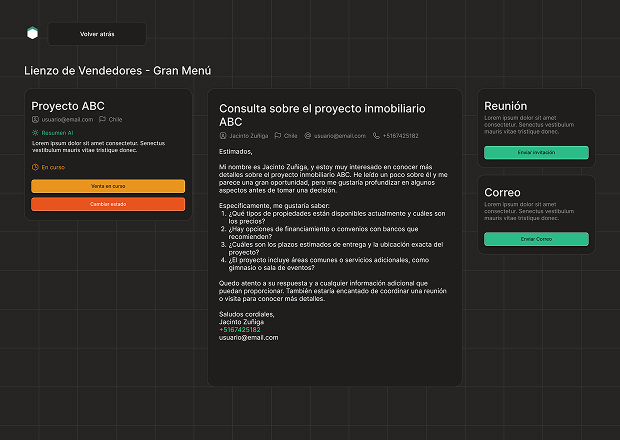 Volver atrás
Lienzo de Vendedores - Gran Menú
Proyecto ABC
usuario@email.com Chile
Resumen AI
Lorem ipsum dolor sit amet consectetur. Senectus
vestibulum mauris vitae tristique donec.
En curso
Venta en curso
Cambiar estado
Consulta sobre el proyecto inmobiliario
ABC
Jacinto Zuñiga Chile usuario@email.com +5167425182
Estimados,
Mi nombre es Jacinto Zuñiga, y estoy muy interesado en conocer más
detalles sobre el proyecto inmobiliario ABC. He leído un poco sobre él y me
parece una gran oportunidad, pero me gustaría profundizar en algunos
aspectos antes de tomar una decisión.
Específicamente, me gustaría saber:
1. ¿Qué tipos de propiedades están disponibles actualmente y cuáles son
los precios?
2. ¿Hay opciones de financiamiento o convenios con bancos que
recomienden?
3. ¿Cuáles son los plazos estimados de entrega y la ubicación exacta del
proyecto?
4. ¿El proyecto incluye áreas comunes o servicios adicionales, como
gimnasio o sala de eventos?
Quedo atento a su respuesta y a cualquier información adicional que
puedan proporcionar. También estaría encantado de coordinar una reunión
o visita para conocer más detalles.
Saludos cordiales,
Jacinto Zuñiga
+5167425182
usuario@email.com
Reunión
Lorem ipsum dolor sit amet
consectetur. Senectus vestibulum
mauris vitae tristique donec.
Enviar invitación
Correo
Lorem ipsum dolor sit amet
consectetur. Senectus vestibulum
mauris vitae tristique donec.
Enviar Correo